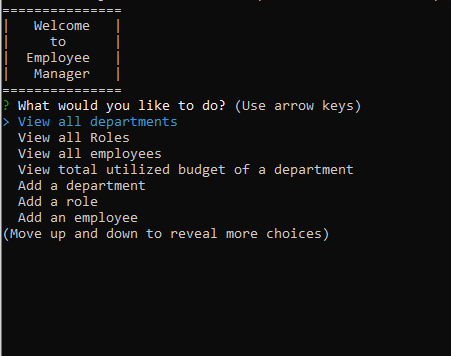 ===============
|   Welcome   |
|     to      |
|  Employee   |
|   Manager   |
===============
? What would you like to do? (Use arrow keys)
> View all departments
  View all Roles
  View all employees
  View total utilized budget of a department
  Add a department
  Add a role
  Add an employee
(Move up and down to reveal more choices)